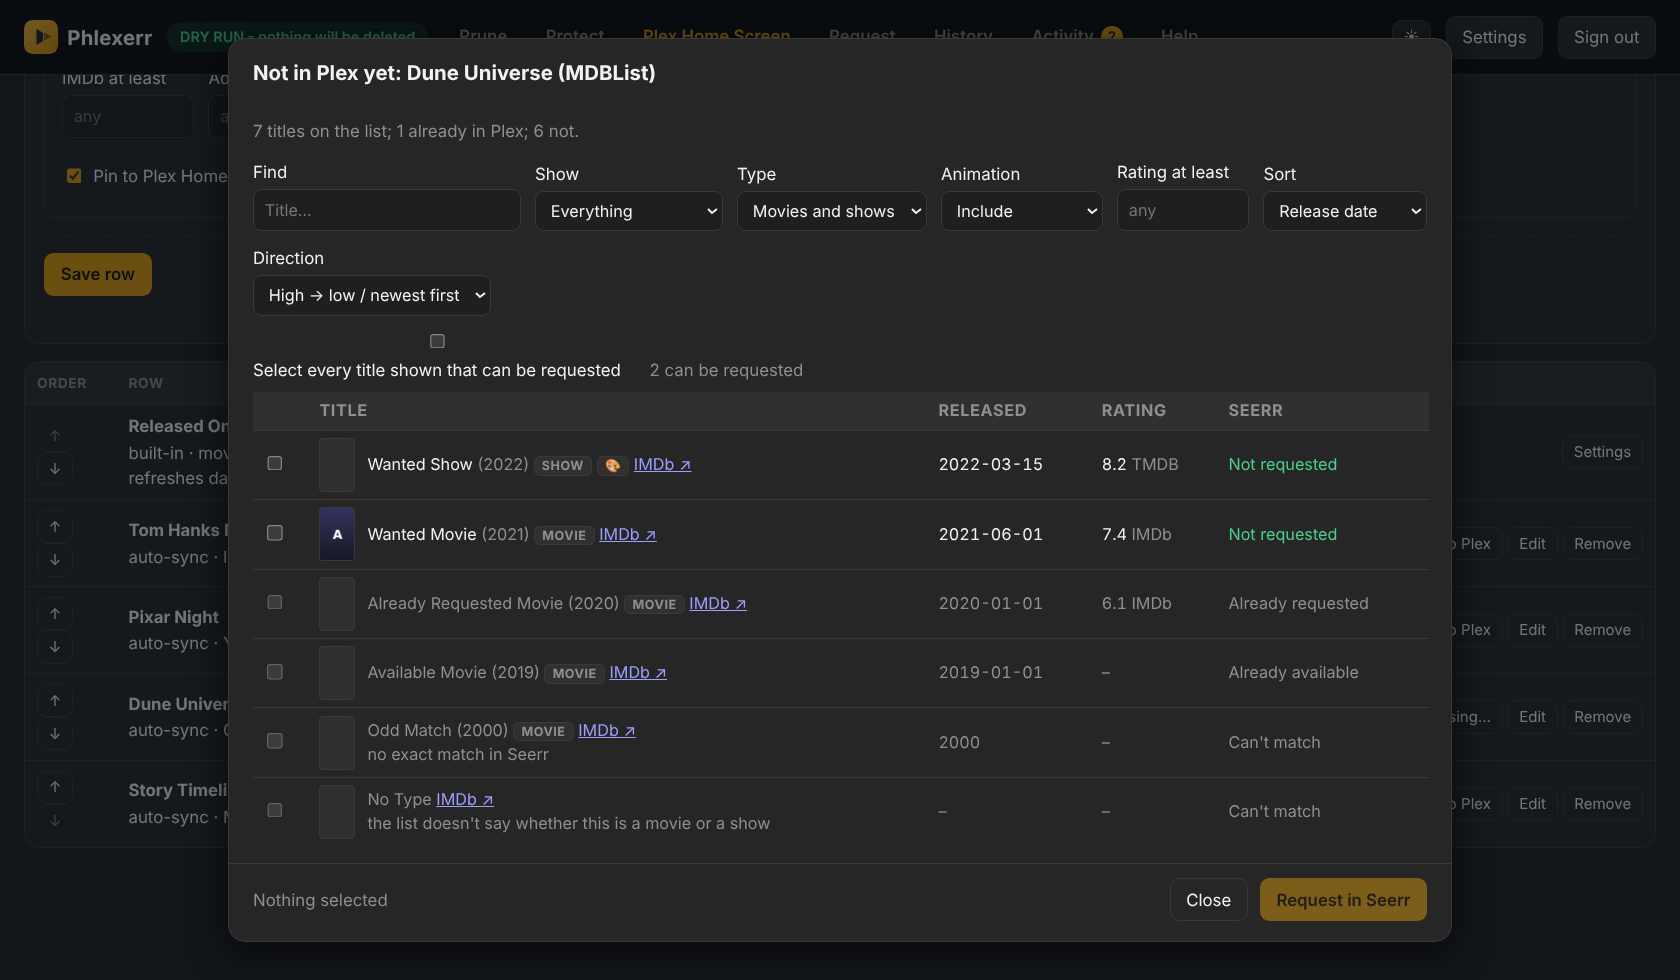 Phlexerr
DRY RUN - nothing will be deleted
Prune
Protect
Plex Home Screen
Request
History
Activity 2
Help
Settings
Sign out
IMDb at least
any
Pin to Plex Home
Save row
ORDER ROW
Released On
built-in · mov
refreshes da
Settings
Tom Hanks
auto-sync ·
Plex
Edit
Remove
Pixar Night
auto-sync ·
Plex
Edit
Remove
Dune Univer
auto-sync ·
sing...
Edit
Remove
Story Timeli
auto-sync ·
Plex
Edit
Remove
Not in Plex yet: Dune Universe (MDBList)
7 titles on the list; 1 already in Plex; 6 not.
Find Show Type Animation Rating at least Sort
Title... Everything Movies and shows Include any Release date
Direction
High → low / newest first
Select every title shown that can be requested 2 can be requested
TITLE RELEASED RATING SEERR
Wanted Show (2022) SHOW 🎨 IMDb ↗ 2022-03-15 8.2 TMDB Not requested
A Wanted Movie (2021) MOVIE IMDb ↗ 2021-06-01 7.4 IMDb Not requested
Already Requested Movie (2020) MOVIE IMDb ↗ 2020-01-01 6.1 IMDb Already requested
Available Movie (2019) MOVIE IMDb ↗ 2019-01-01 – Already available
Odd Match (2000) MOVIE IMDb ↗ 2000 – Can't match
no exact match in Seerr
No Type IMDb ↗ – – Can't match
the list doesn't say whether this is a movie or a show
Nothing selected Close Request in Seerr